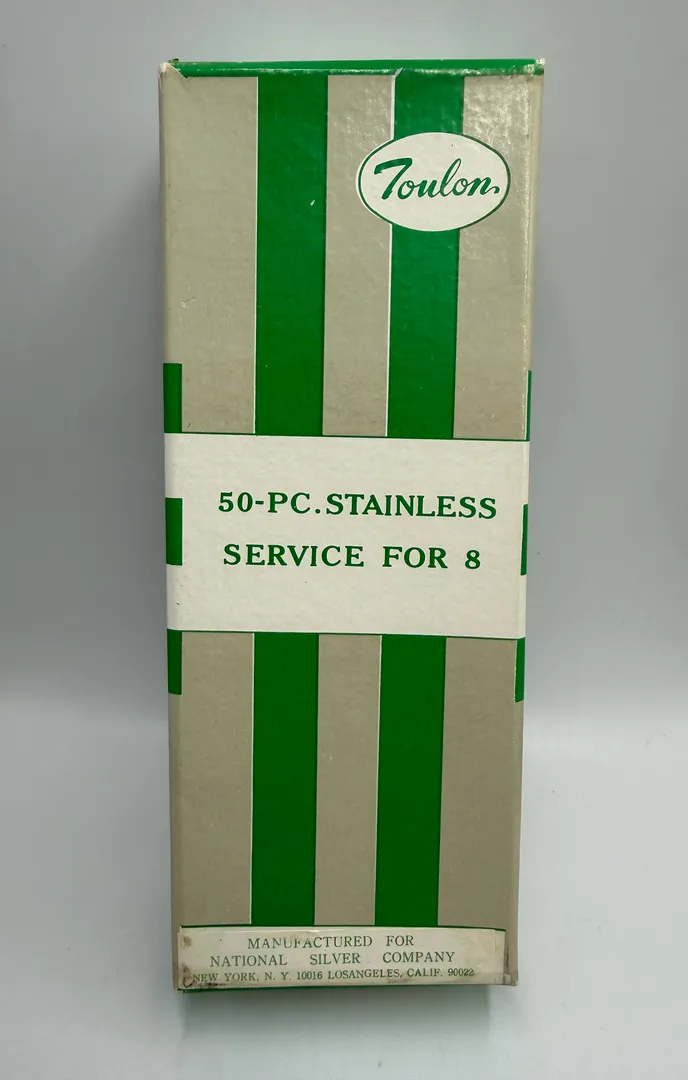 Toulon
50-PC.STAINLESS
SERVICE FOR 8
MANUFACTURED FOR
NATIONAL SILVER COMPANY
NEW YORK, N. Y. 10016 LOSANGELES, CALIF. 90022